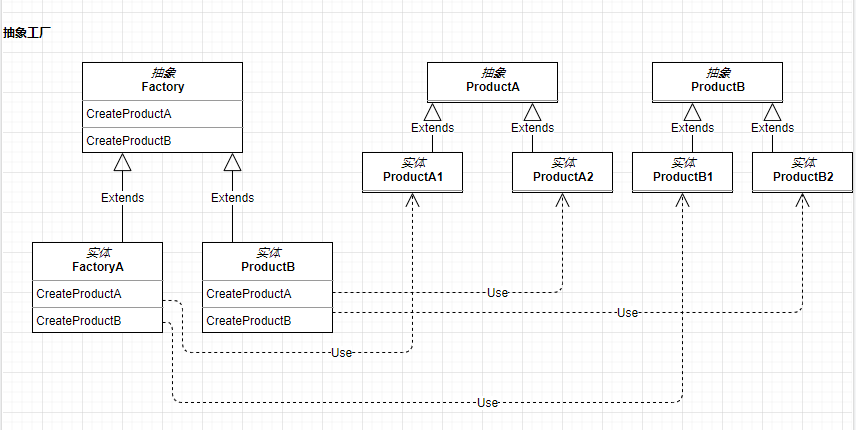 抽象工厂
抽象
Factory
CreateProductA
CreateProductB
抽象
ProductA
抽象
ProductB
Extends
Extends
Extends
Extends
实体
ProductA1
实体
ProductA2
实体
ProductB1
实体
ProductB2
Extends
Extends
实体
FactoryA
CreateProductA
CreateProductB
实体
ProductB
CreateProductA
CreateProductB
Use
Use
Use
Use